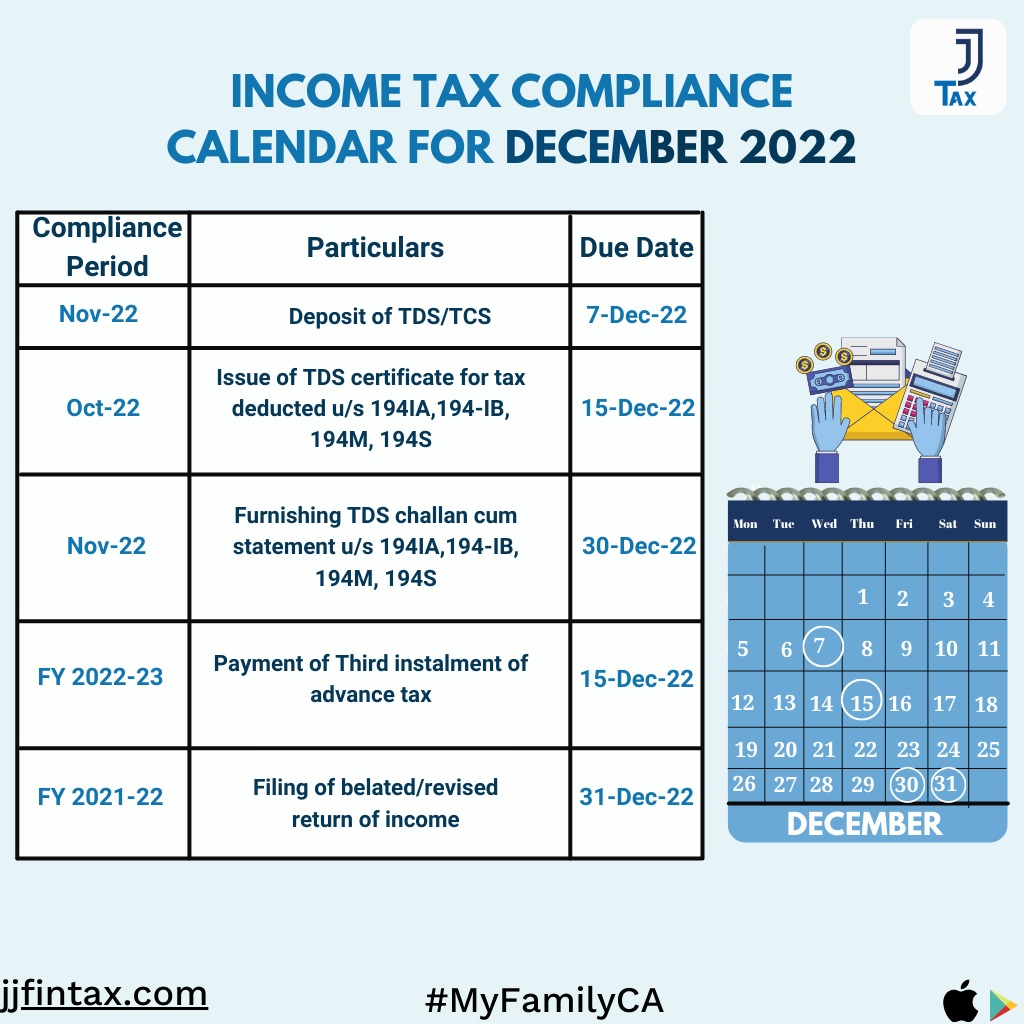 J
J
TAX
INCOME TAX COMPLIANCE
CALENDAR FOR DECEMBER 2022
Compliance
Period
Particulars
Due Date
Nov-22
Deposit of TDS/TCS
7-Dec-22
Oct-22
Issue of TDS certificate for tax
deducted u/s 194IA,194-IB,
194M, 194S
15-Dec-22
Nov-22
Furnishing TDS challan cum
statement u/s 194IA,194-IB,
194M, 194S
30-Dec-22
FY 2022-23
Payment of Third instalment of
advance tax
15-Dec-22
FY 2021-22
Filing of belated/revised
return of income
31-Dec-22
$ $ $
Mon Tue Wed Thu Fri Sat Sun
1 2 3 4
5 6 7 8 9 10 11
12 13 14 15 16 17 18
19 20 21 22 23 24 25
26 27 28 29 30 31
DECEMBER
jjfintax.com
#MyFamilyCA